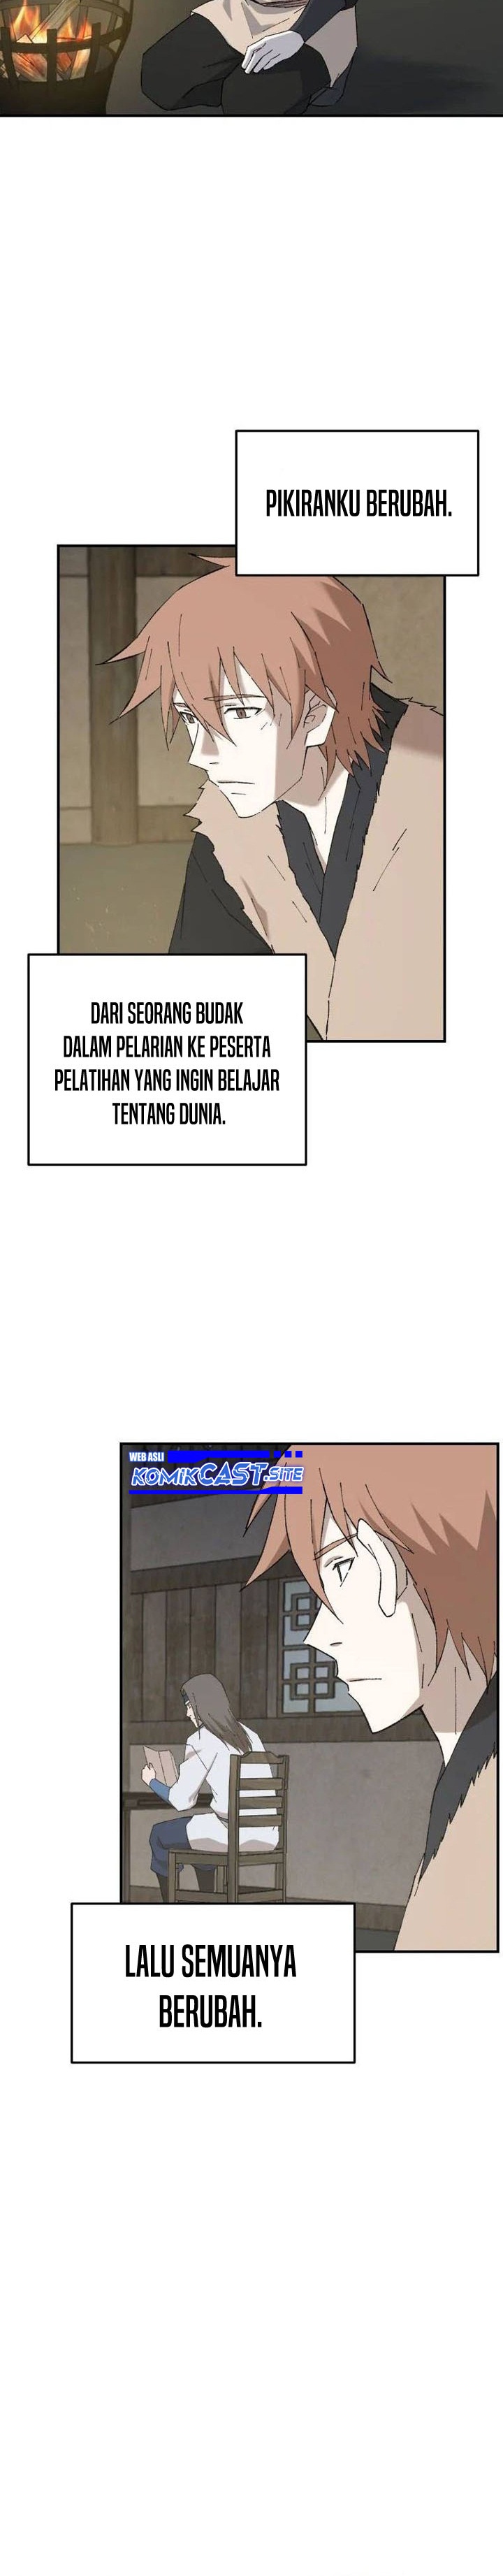 PIKIRANKU BERUBAH.
DARI SEORANG BUDAK
DALAM PELARIAN KE PESERTA
PELATIHAN YANG INGIN BELAJAR
TENTANG DUNIA.
WEB ASLI
KOMIKCAST.SITE
LALU SEMUANYA
BERUBAH.